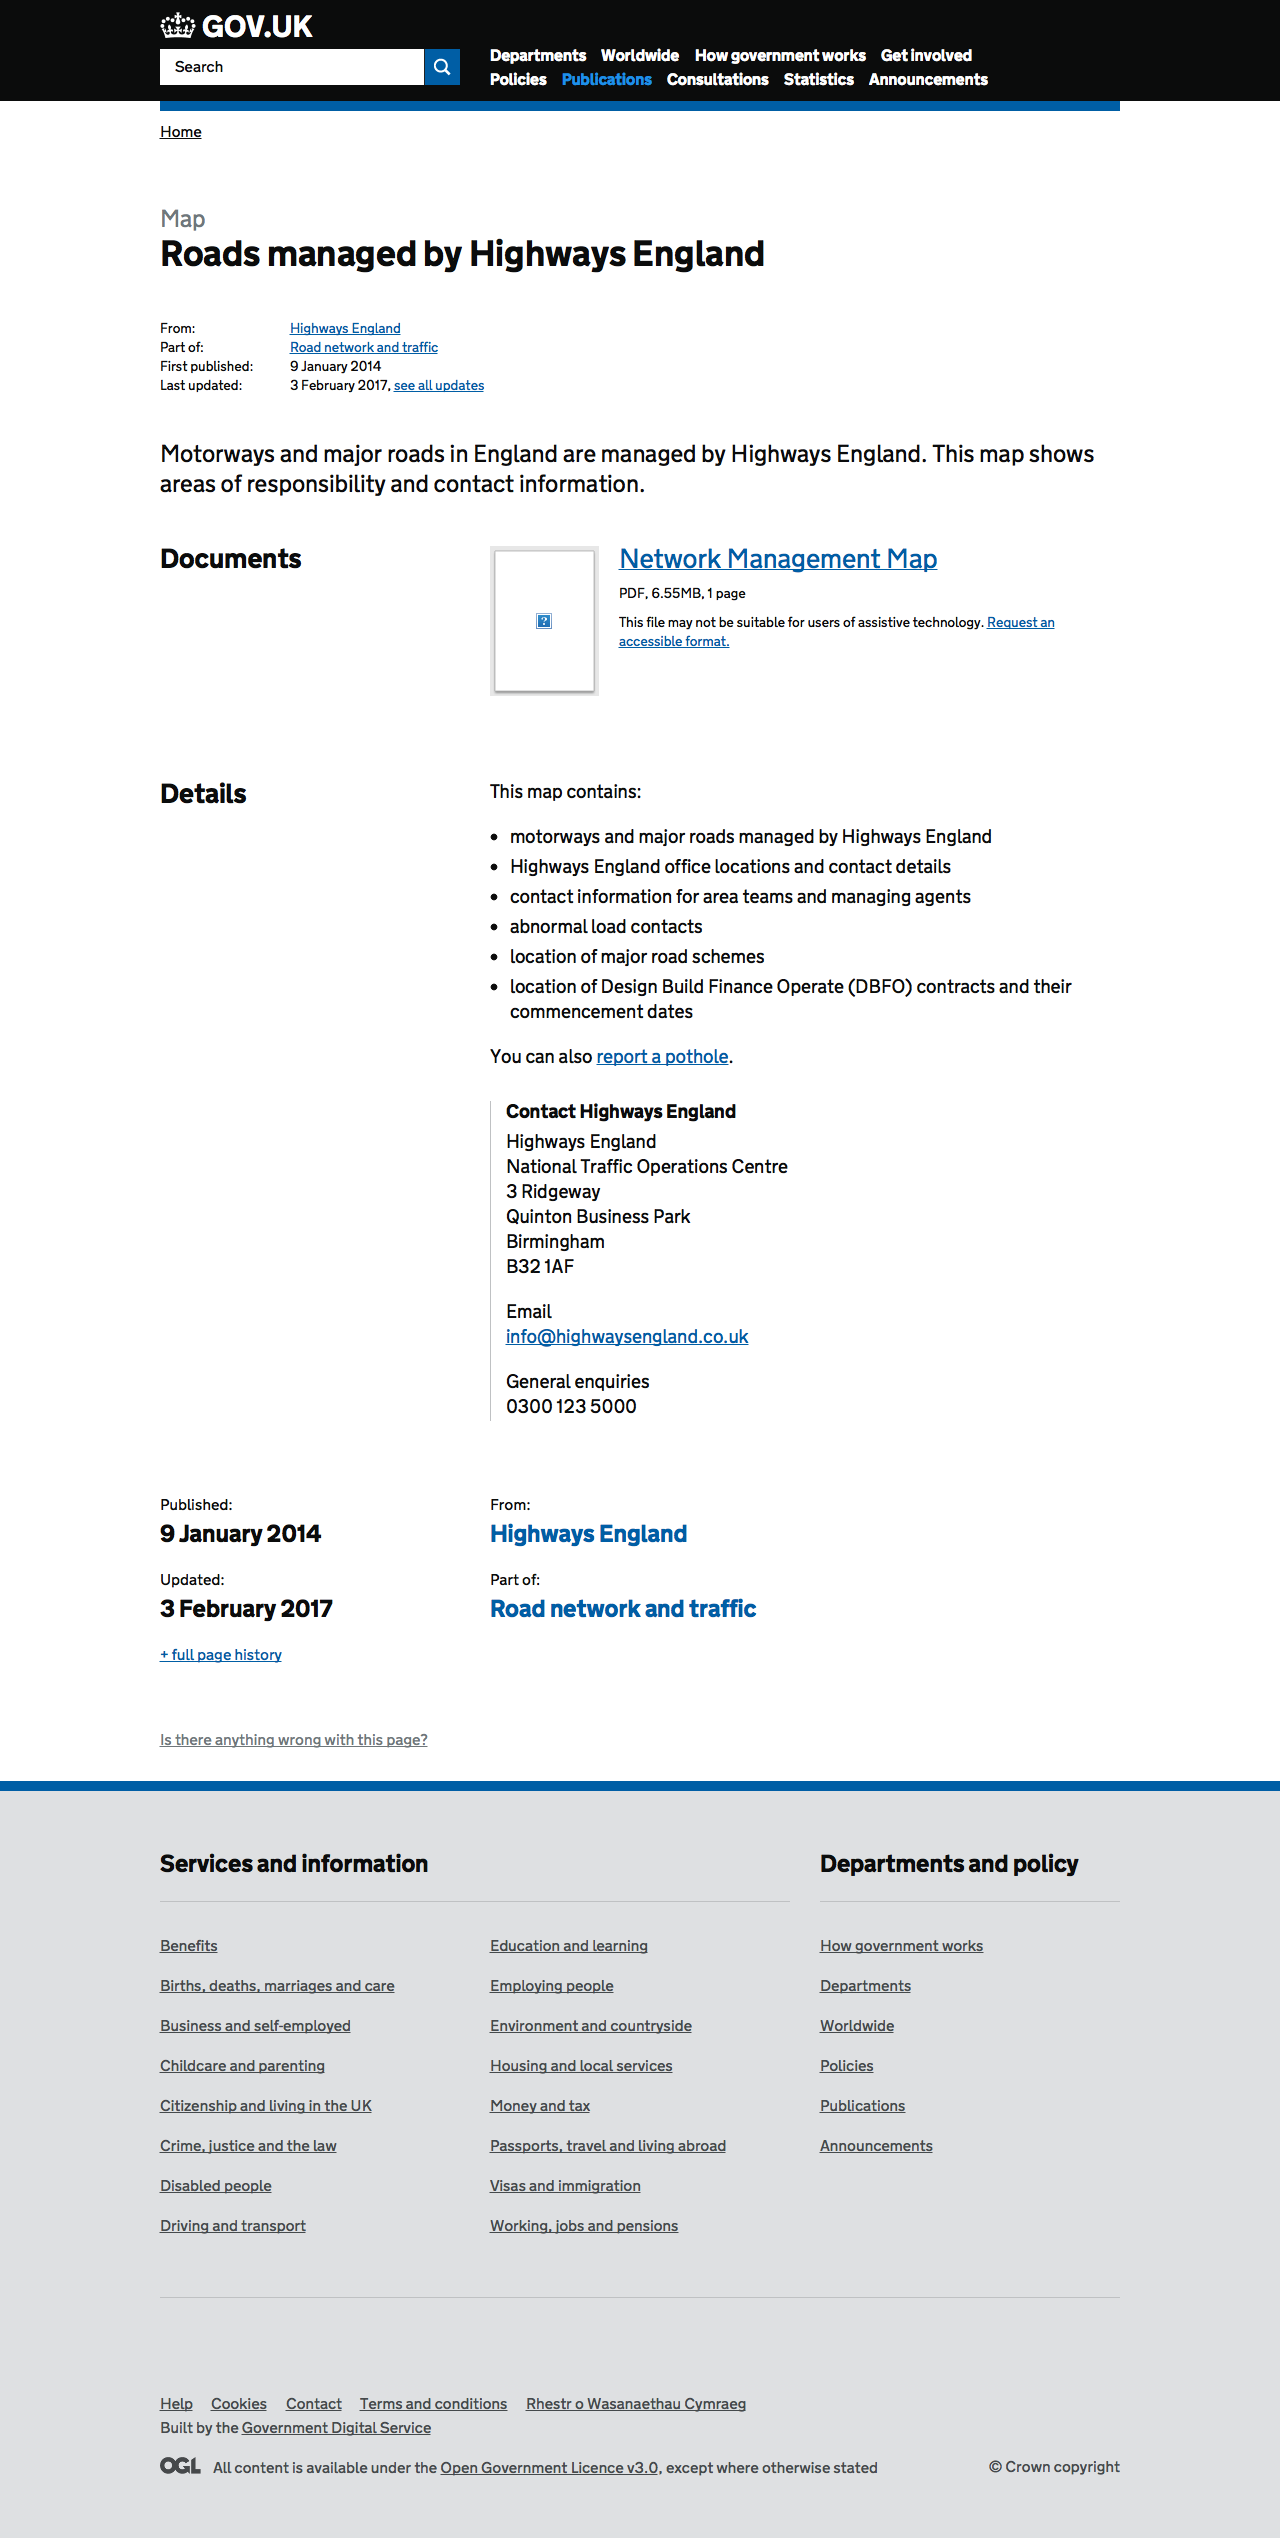 GOV.UK
Search
Departments Worldwide How government works Get involved
Policies Publications Consultations Statistics Announcements
Home
Map
Roads managed by Highways England
From: Highways England
Part of: Road network and traffic
First published: 9 January 2014
Last updated: 3 February 2017, see all updates
Motorways and major roads in England are managed by Highways England. This map shows
areas of responsibility and contact information.
Documents
Network Management Map
PDF, 6.55MB, 1 page
This file may not be suitable for users of assistive technology. Request an
accessible format.
Details
This map contains:
• motorways and major roads managed by Highways England
• Highways England office locations and contact details
• contact information for area teams and managing agents
• abnormal load contacts
• location of major road schemes
• location of Design Build Finance Operate (DBFO) contracts and their
commencement dates
You can also report a pothole.
Contact Highways England
Highways England
National Traffic Operations Centre
3 Ridgeway
Quinton Business Park
Birmingham
B32 1AF
Email
info@highwaysengland.co.uk
General enquiries
0300 123 5000
Published:
9 January 2014
Updated:
3 February 2017
+ full page history
From:
Highways England
Part of:
Road network and traffic
Is there anything wrong with this page?
Services and information
Benefits
Births, deaths, marriages and care
Business and self-employed
Childcare and parenting
Citizenship and living in the UK
Crime, justice and the law
Disabled people
Driving and transport
Education and learning
Employing people
Environment and countryside
Housing and local services
Money and tax
Passports, travel and living abroad
Visas and immigration
Working, jobs and pensions
Departments and policy
How government works
Departments
Worldwide
Policies
Publications
Announcements
Help Cookies Contact Terms and conditions Rhestr o Wasanaethau Cymraeg
Built by the Government Digital Service
OGL All content is available under the Open Government Licence v3.0, except where otherwise stated
© Crown copyright